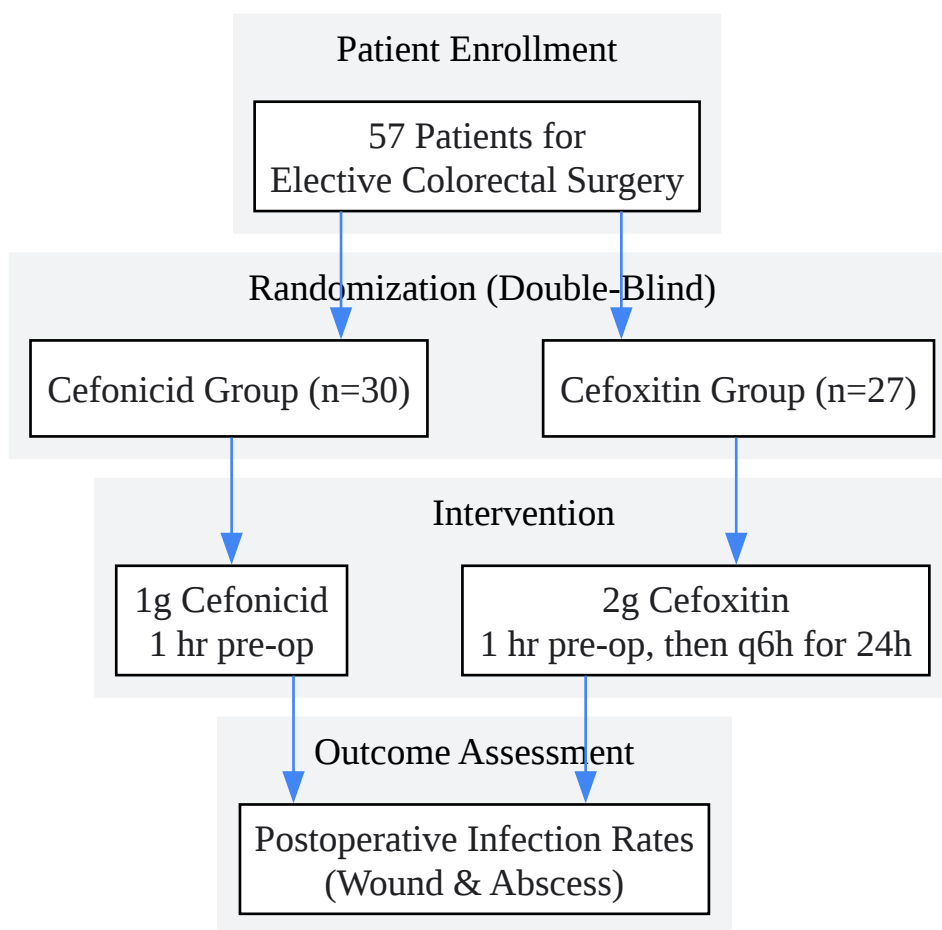 Patient Enrollment
57 Patients for
Elective Colorectal Surgery
Randomization (Double-Blind)
Cefonicid Group (n=30)
Cefoxitin Group (n=27)
Intervention
1g Cefonicid
1 hr pre-op
2g Cefoxitin
1 hr pre-op, then q6h for 24h
Outcome Assessment
Postoperative Infection Rates
(Wound & Abscess)